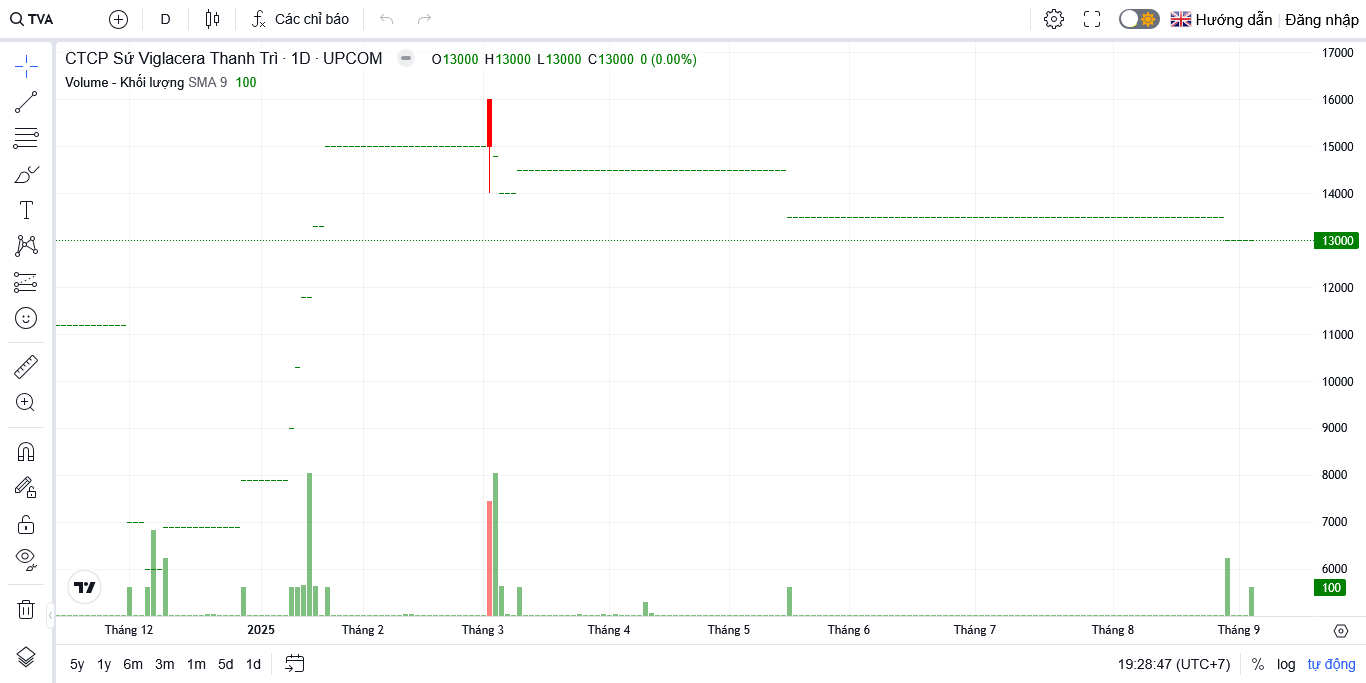 TVA D Các chỉ báo Hướng dẫn Đăng nhập
CTCP Sứ Viglacera Thanh Trì · 1D · UPCOM O13000 H13000 L13000 C13000 0 (0.00%)
Volume - Khối lượng SMA 9 100
17000
16000
15000
14000
13000
12000
11000
10000
9000
8000
7000
6000
100
Tháng 12 2025 Tháng 2 Tháng 3 Tháng 4 Tháng 5 Tháng 6 Tháng 7 Tháng 8 Tháng 9
5y 1y 6m 3m 1m 5d 1d 19:28:47 (UTC+7) % log tự động